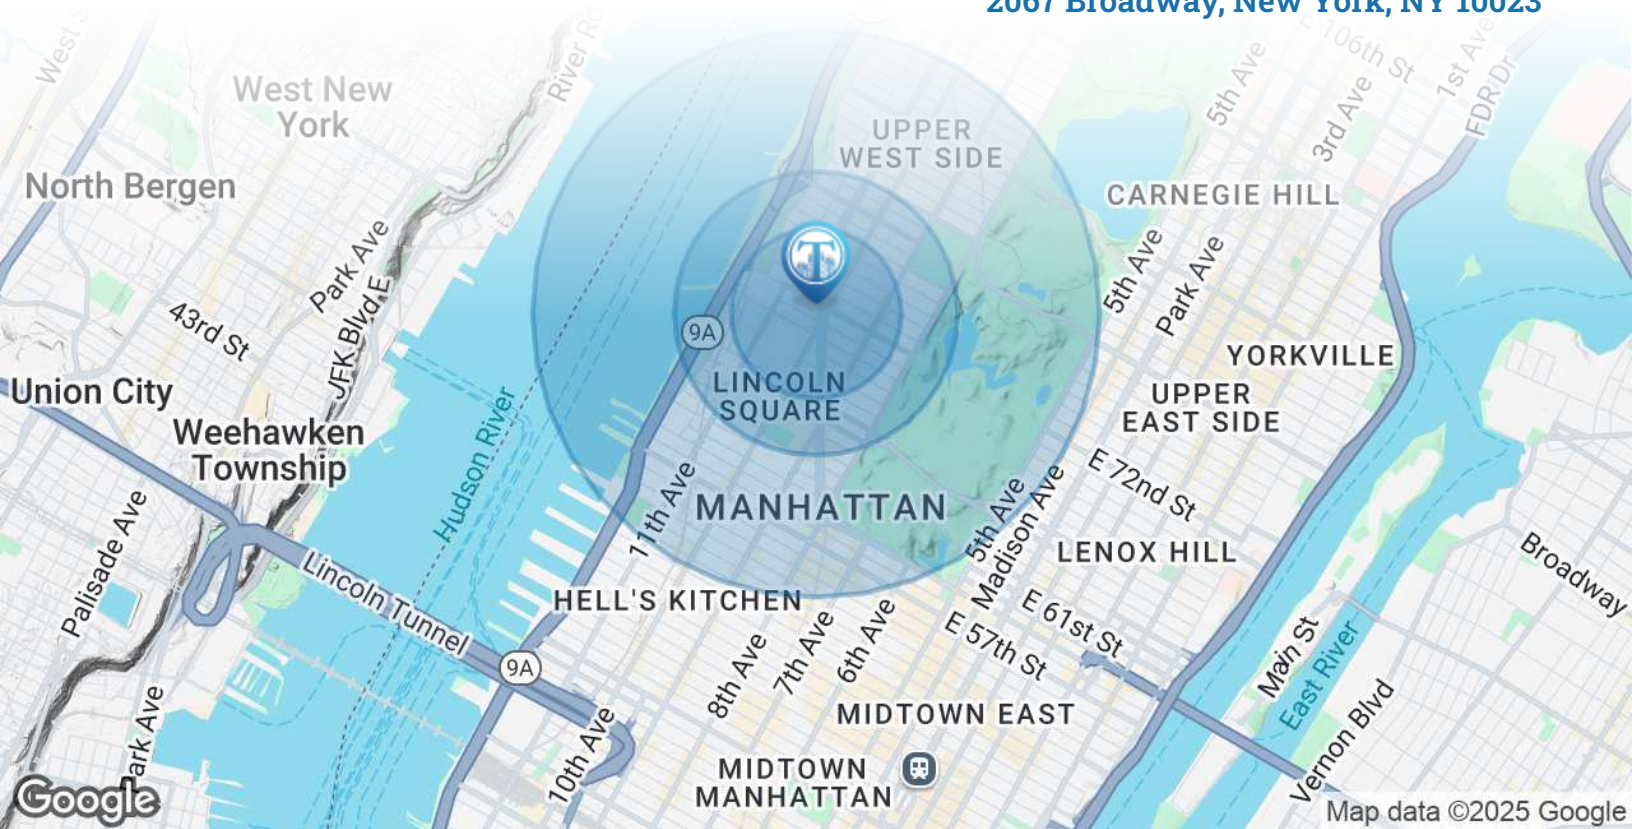 2067 Broadway, New York, NY 10023
West New
York
North Bergen
River Ro
UPPER
WEST SIDE
5th Ave
E 106th St
3rd Ave
1st Ave
FDR Dr
CARNEGIE HILL
Park Ave
43rd St
JFK Blvd E
Union City
Weehawken
Township
Hudson River
9A
LINCOLN
SQUARE
5th Ave
Park Ave
YORKVILLE
UPPER
EAST SIDE
E 72nd St
MANHATTAN
11th Ave
5th Ave
Madison Ave
LENOX HILL
Palisade Ave
Lincoln Tunnel
HELL'S KITCHEN
E 61st St
E 57th St
Broadway
9A
8th Ave
7th Ave
6th Ave
Main St
East River
Vernon Blvd
MIDTOWN EAST
Park Ave
10th Ave
MIDTOWN
MANHATTAN
T
Google
Map data ©2025 Google